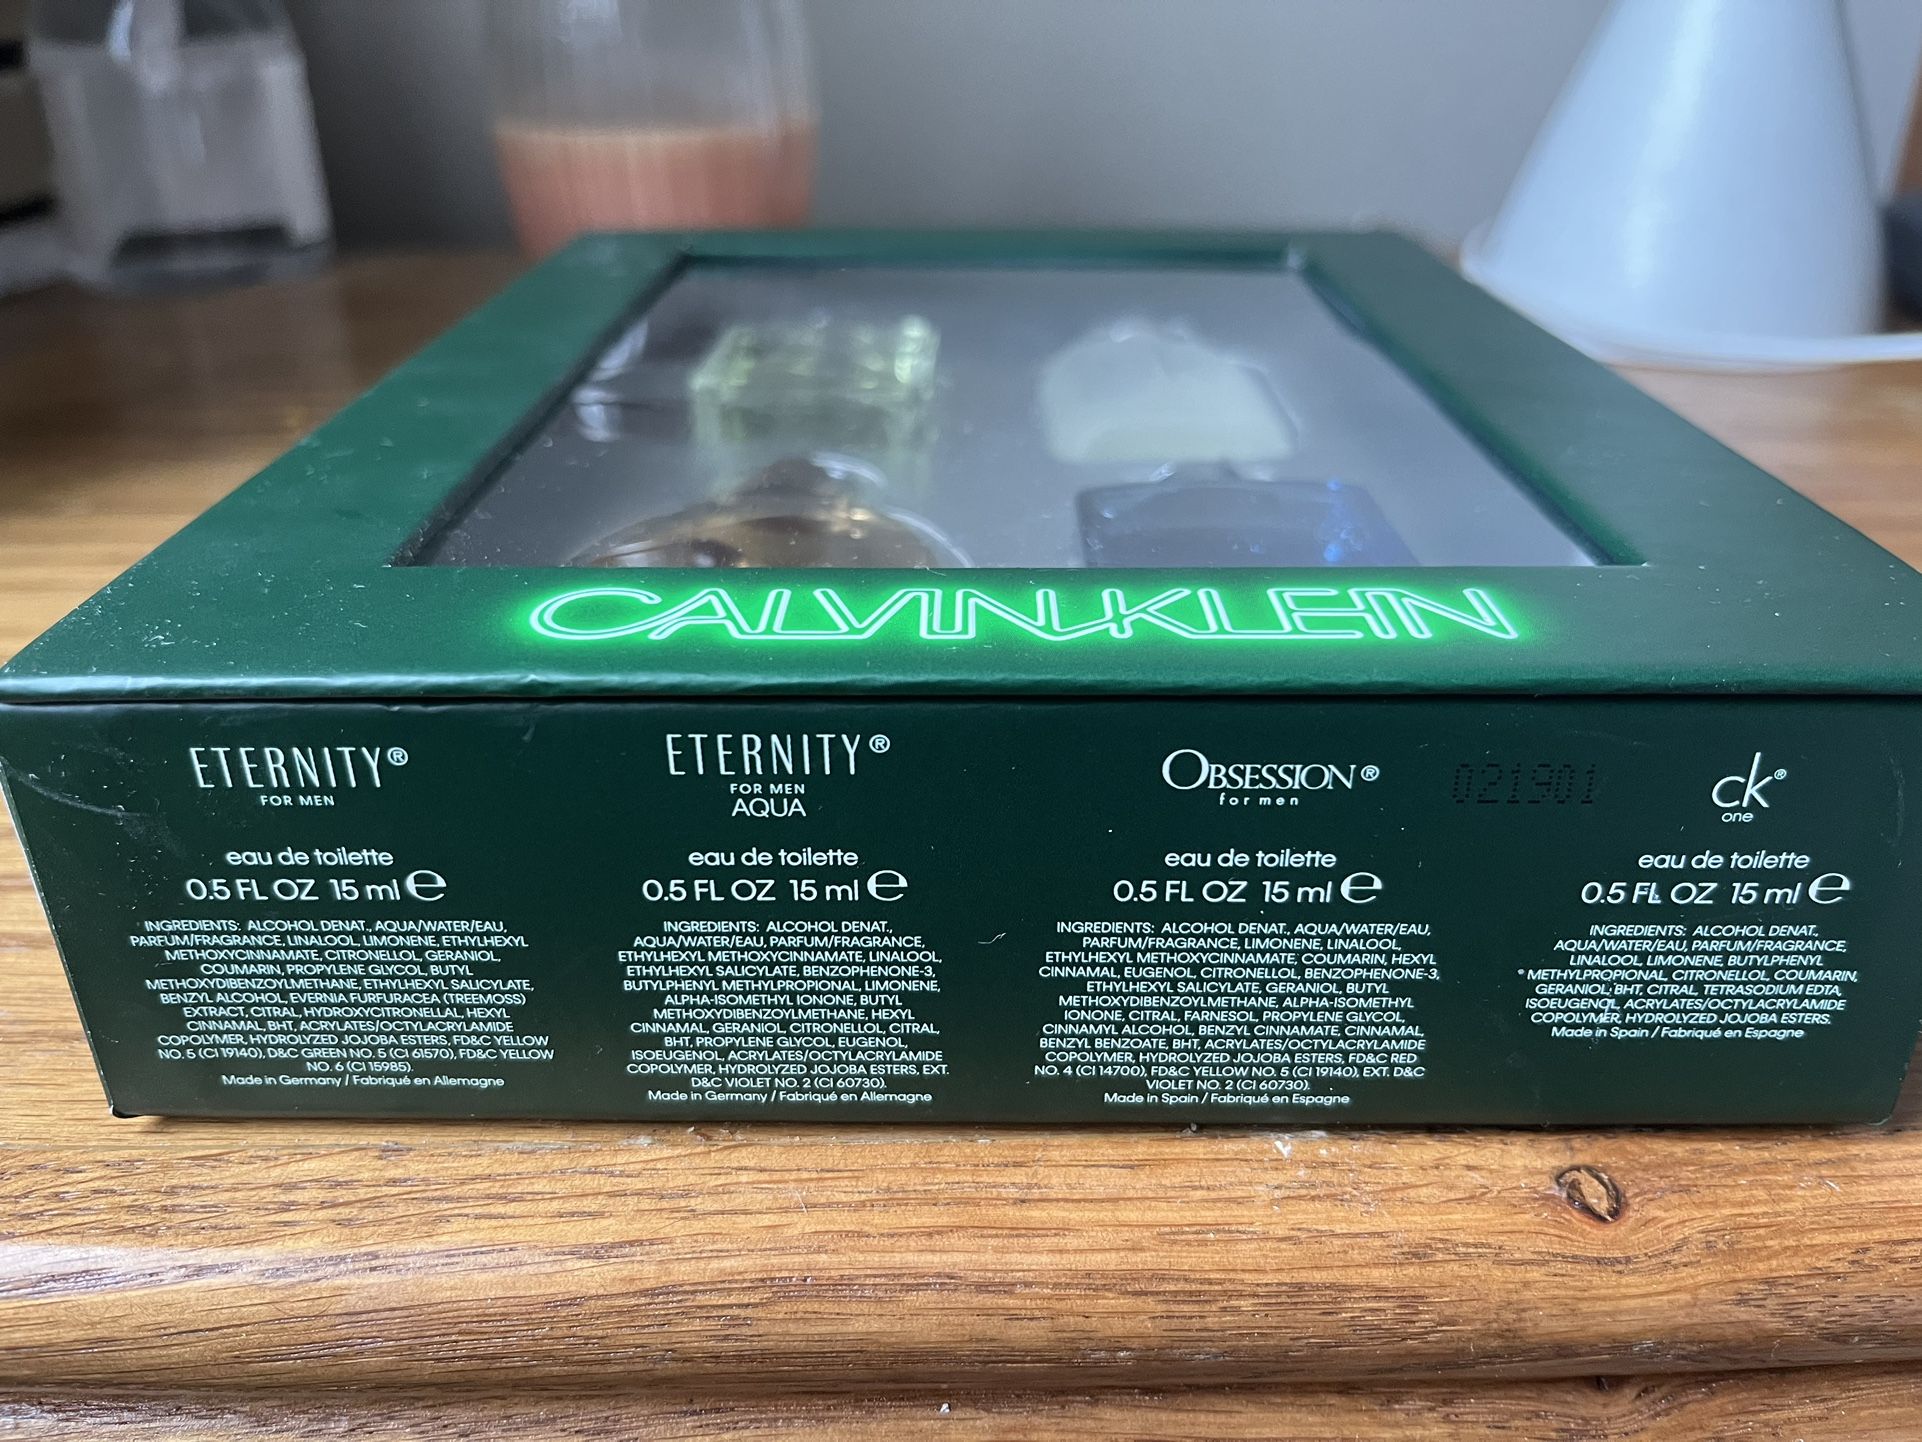 CALVIN KLEIN
ETERNITY®
FOR MEN
eau de toilette
0.5 FL OZ 15 ml ℮
INGREDIENTS: ALCOHOL DENAT., AQUA/WATER/EAU,
PARFUM/FRAGRANCE, LINALOOL, LIMONENE, ETHYLHEXYL
METHOXYCINNAMATE, CITRONELLOL, GERANIOL,
COUMARIN, PROPYLENE GLYCOL, BUTYL
METHOXYDIBENZOYLMETHANE, ETHYLHEXYL SALICYLATE,
BENZYL ALCOHOL, EVERNIA FURFURACEA (TREEMOSS)
EXTRACT, CITRAL, HYDROXYCITRONELLAL, HEXYL
CINNAMAL, BHT, ACRYLATES/OCTYLACRYLAMIDE
COPOLYMER, HYDROLYZED JOJOBA ESTERS, FD&C YELLOW
NO. 5 (CI 19140), D&C GREEN NO. 5 (CI 61570), FD&C YELLOW
NO. 6 (CI 15985).
Made in Germany / Fabriqué en Allemagne
ETERNITY®
FOR MEN
AQUA
eau de toilette
0.5 FL OZ 15 ml ℮
INGREDIENTS: ALCOHOL DENAT.,
AQUA/WATER/EAU, PARFUM/FRAGRANCE,
ETHYLHEXYL METHOXYCINNAMATE, LINALOOL,
ETHYLHEXYL SALICYLATE, BENZOPHENONE-3,
BUTYLPHENYL METHYLPROPIONAL, LIMONENE,
ALPHA-ISOMETHYL IONONE, BUTYL
METHOXYDIBENZOYLMETHANE, HEXYL
CINNAMAL, GERANIOL, CITRONELLOL, CITRAL,
BHT, PROPYLENE GLYCOL, EUGENOL,
ISOEUGENOL, ACRYLATES/OCTYLACRYLAMIDE
COPOLYMER, HYDROLYZED JOJOBA ESTERS, EXT.
D&C VIOLET NO. 2 (CI 60730).
Made in Germany / Fabriqué en Allemagne
OBSESSION®
for men
eau de toilette
0.5 FL OZ 15 ml ℮
INGREDIENTS: ALCOHOL DENAT., AQUA/WATER/EAU,
PARFUM/FRAGRANCE, LIMONENE, LINALOOL,
ETHYLHEXYL METHOXYCINNAMATE, COUMARIN, HEXYL
CINNAMAL, EUGENOL, CITRONELLOL, BENZOPHENONE-3,
ETHYLHEXYL SALICYLATE, GERANIOL, BUTYL
METHOXYDIBENZOYLMETHANE, ALPHA-ISOMETHYL
IONONE, CITRAL, FARNESOL, PROPYLENE GLYCOL,
CINNAMYL ALCOHOL, BENZYL CINNAMATE, CINNAMAL,
BENZYL BENZOATE, BHT, ACRYLATES/OCTYLACRYLAMIDE
COPOLYMER, HYDROLYZED JOJOBA ESTERS, FD&C RED
NO. 4 (CI 14700), FD&C YELLOW NO. 5 (CI 19140), EXT. D&C
VIOLET NO. 2 (CI 60730).
Made in Spain / Fabriqué en Espagne
021901
ck®
one
eau de toilette
0.5 FL OZ 15 ml ℮
INGREDIENTS: ALCOHOL DENAT.,
AQUA/WATER/EAU, PARFUM/FRAGRANCE,
LINALOOL, LIMONENE, BUTYLPHENYL
METHYLPROPIONAL, CITRONELLOL, COUMARIN,
GERANIOL, BHT, CITRAL, TETRASODIUM EDTA,
ISOEUGENOL, ACRYLATES/OCTYLACRYLAMIDE
COPOLYMER, HYDROLYZED JOJOBA ESTERS.
Made in Spain / Fabriqué en Espagne